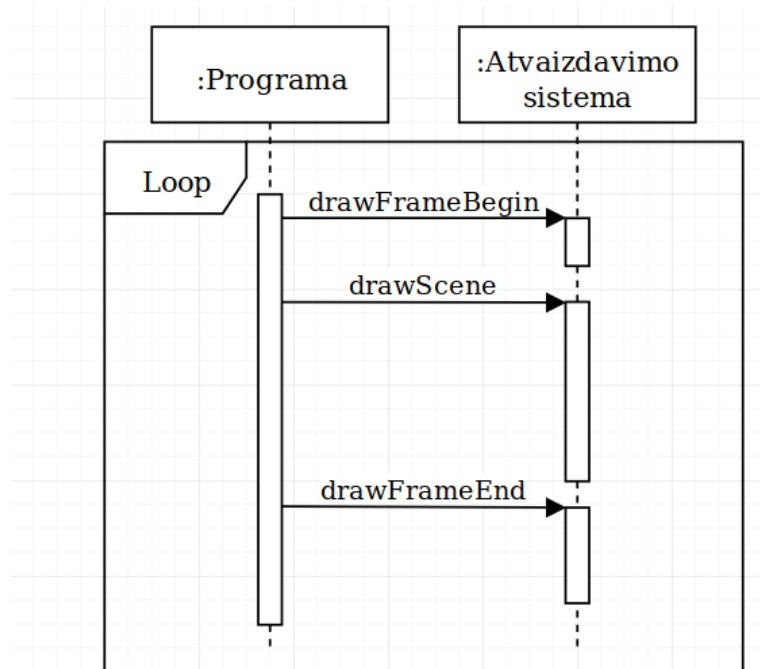 :Programa
:Atvaizdavimo
sistema
Loop
drawFrameBegin
drawScene
drawFrameEnd